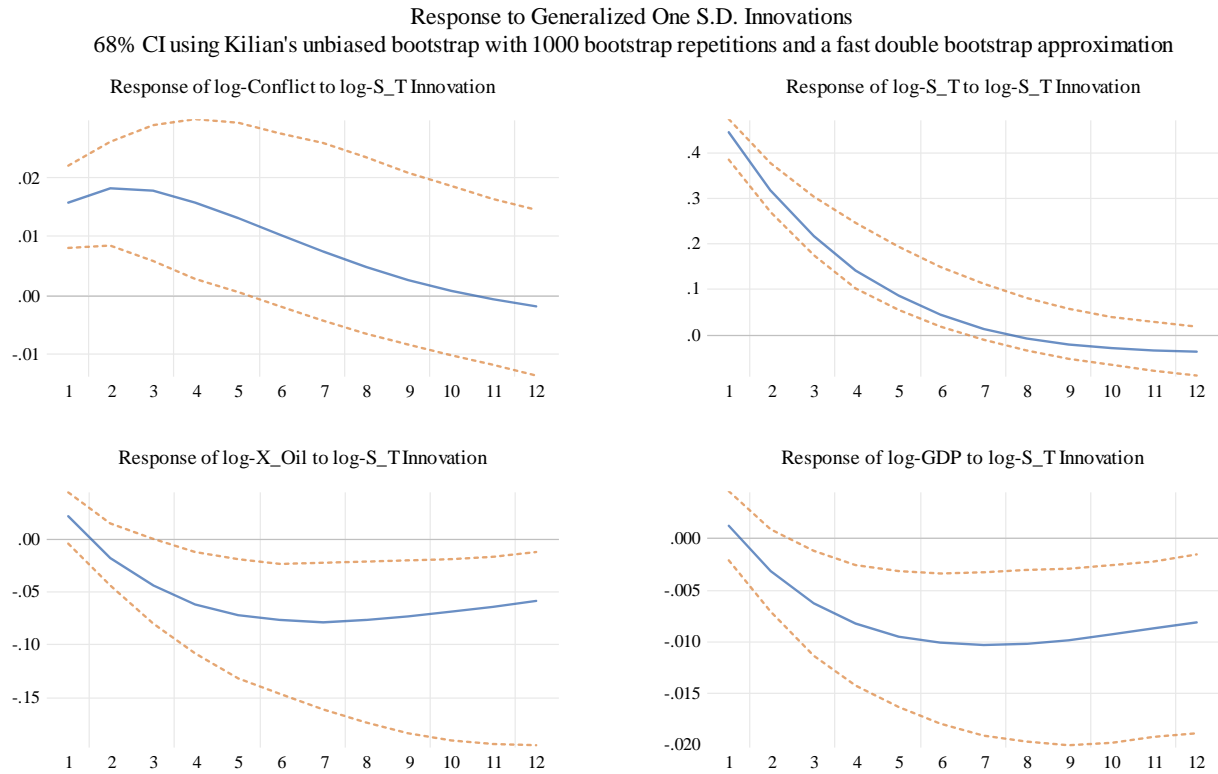 Response to Generalized One S.D. Innovations
68% CI using Kilian's unbiased bootstrap with 1000 bootstrap repetitions and a fast double bootstrap approximation
Response of log-Conflict to log-S_T Innovation
.02
.01
.00
-.01
1 2 3 4 5 6 7 8 9 10 11 12
Response of log-S_T to log-S_T Innovation
.4
.3
.2
.1
.0
1 2 3 4 5 6 7 8 9 10 11 12
Response of log-X_Oil to log-S_T Innovation
.00
-.05
-.10
-.15
1 2 3 4 5 6 7 8 9 10 11 12
Response of log-GDP to log-S_T Innovation
.000
-.005
-.010
-.015
-.020
1 2 3 4 5 6 7 8 9 10 11 12